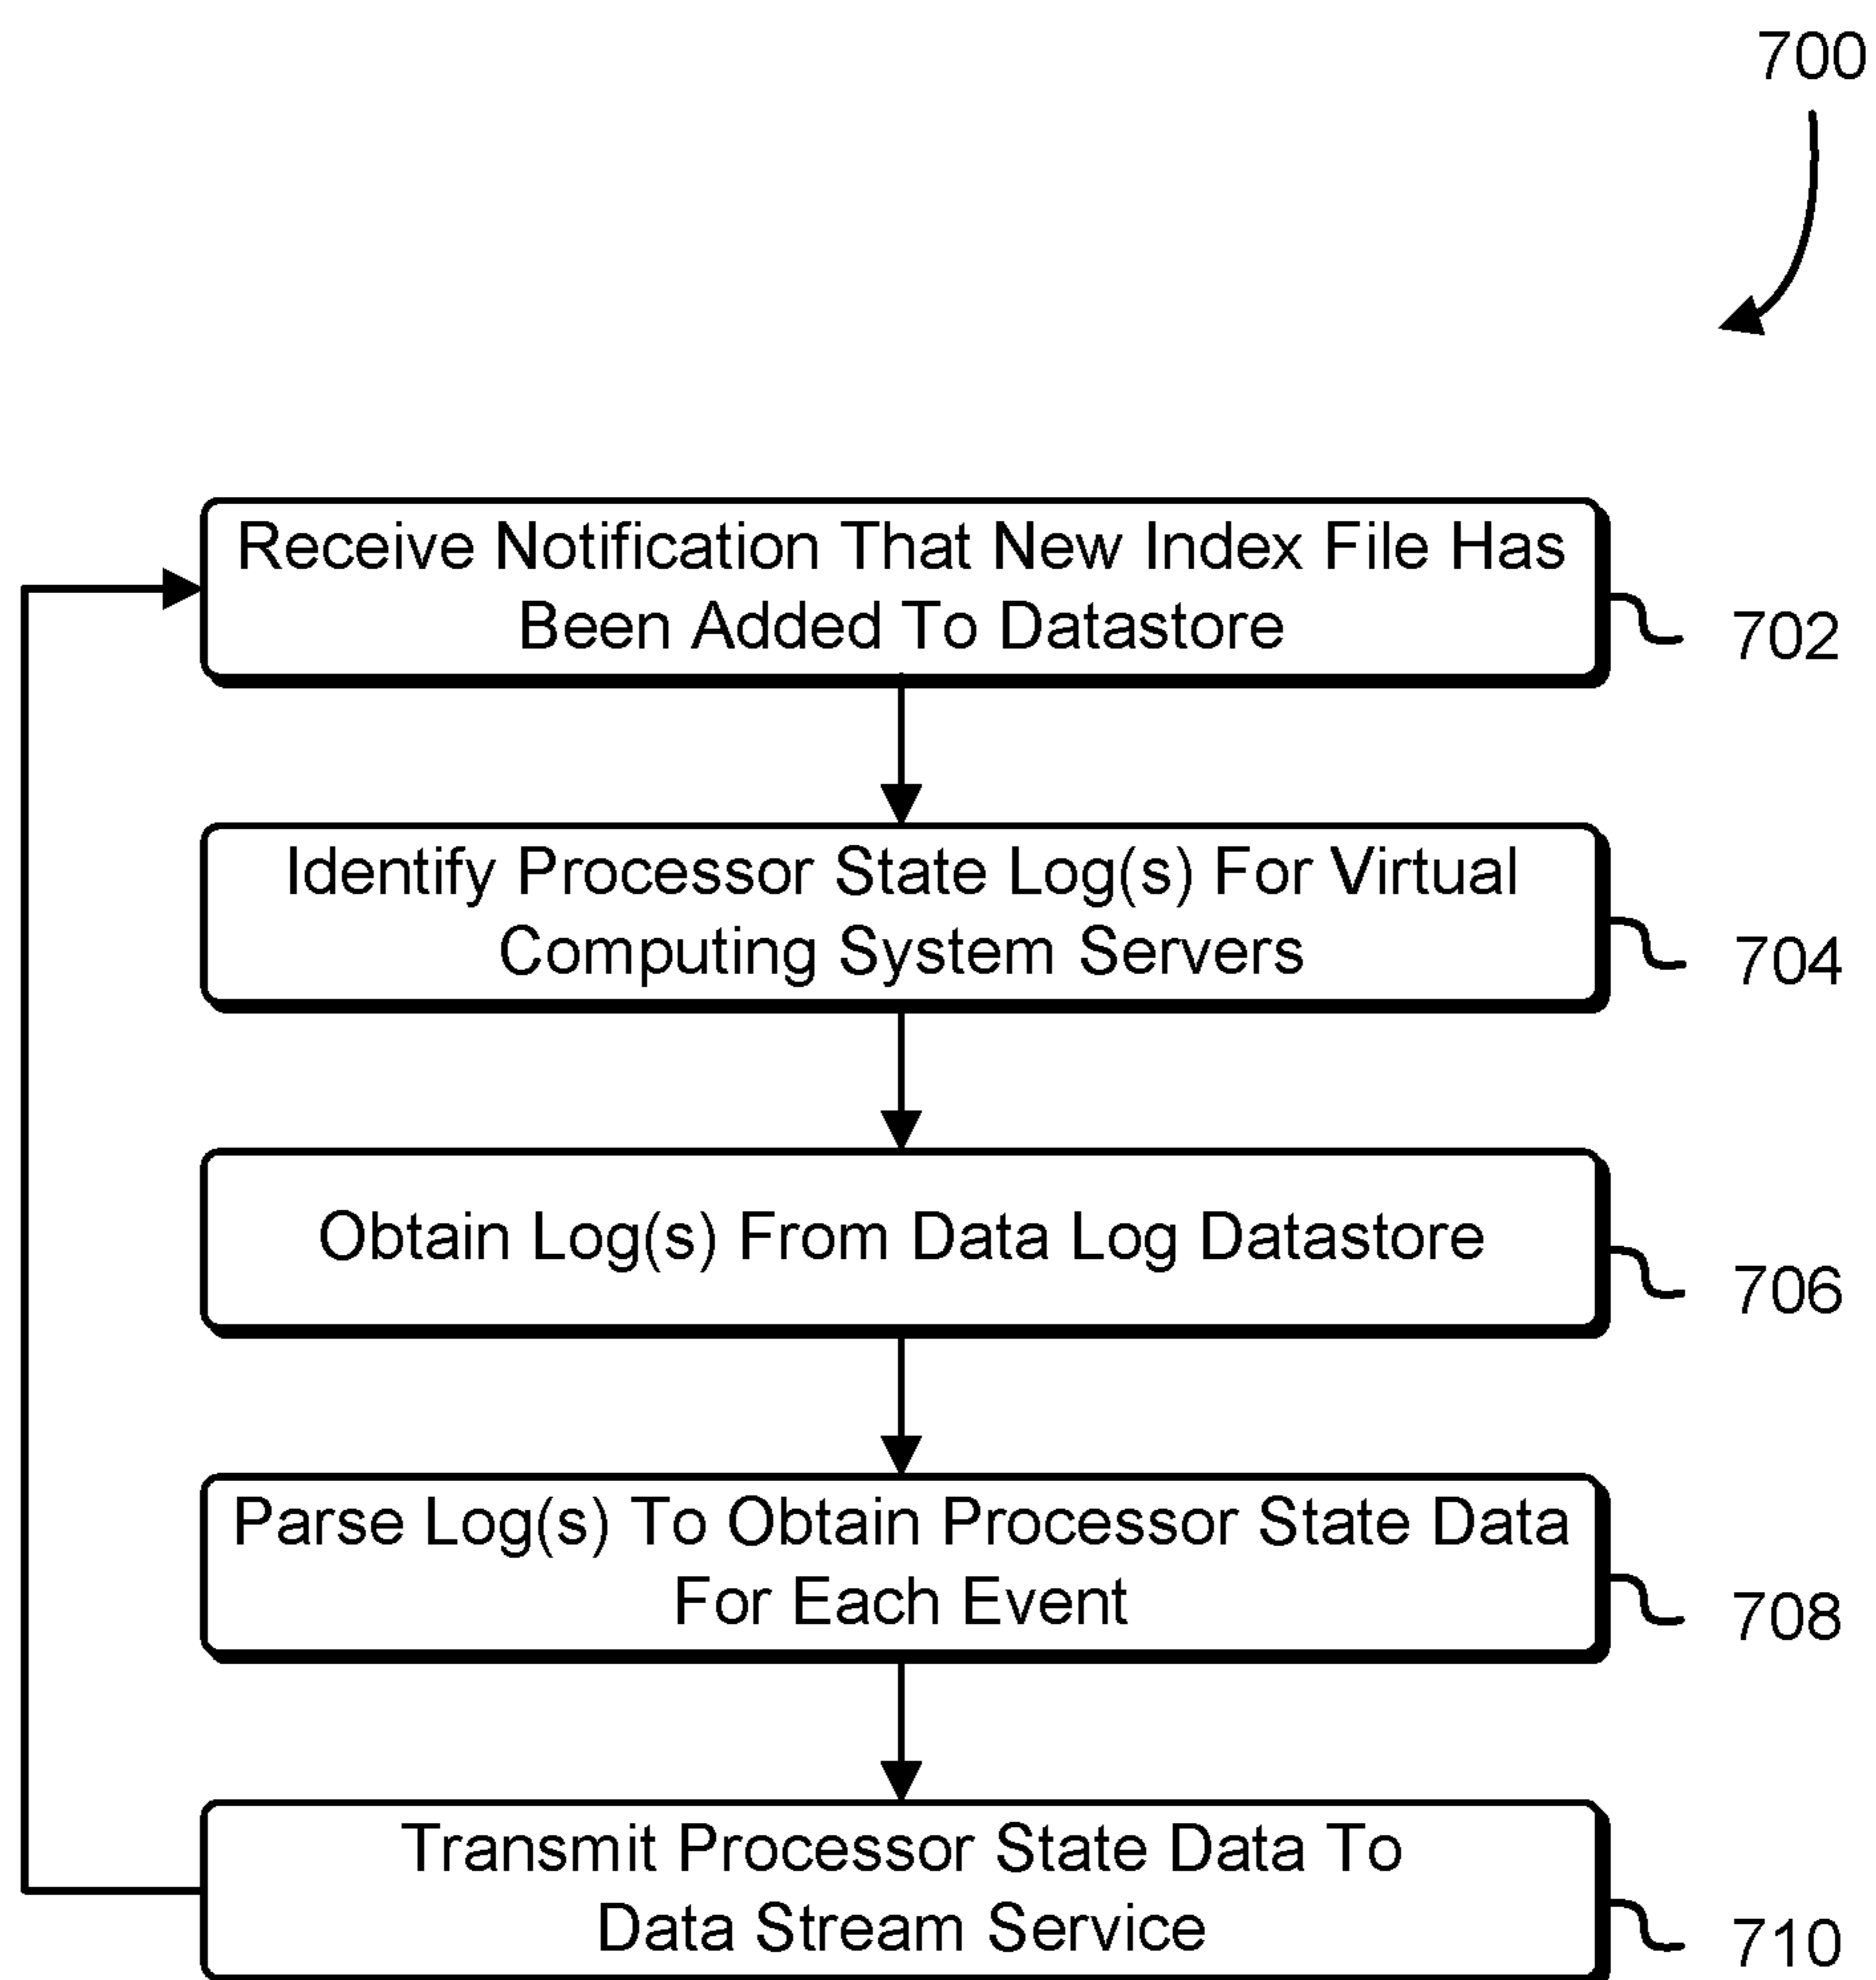 700
Receive Notification That New Index File Has
Been Added To Datastore
702
Identify Processor State Log(s) For Virtual
Computing System Servers
704
Obtain Log(s) From Data Log Datastore
706
Parse Log(s) To Obtain Processor State Data
For Each Event
708
Transmit Processor State Data To
Data Stream Service
710